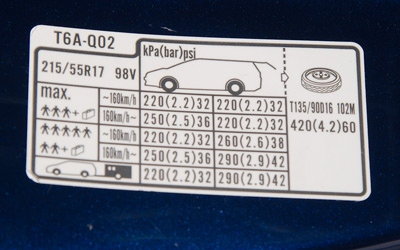 T6A-Q02
kPa(bar)psi
215/55R17 98V
T135/90D16 102M
420(4.2)60
max.
~160km/h 220(2.2)32 220(2.2)32
+ 160km/h~ 250(2.5)36 250(2.5)36
~160km/h 220(2.2)32 260(2.6)38
+ 160km/h~ 250(2.5)36 290(2.9)42
220(2.2)32 290(2.9)42